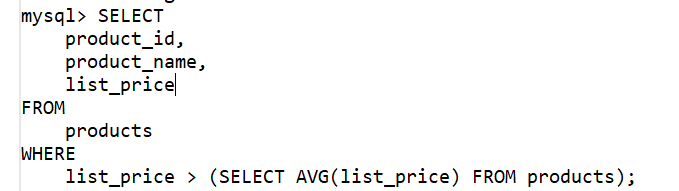 mysql> SELECT
    product_id,
    product_name,
    list_price
FROM
    products
WHERE
    list_price > (SELECT AVG(list_price) FROM products);